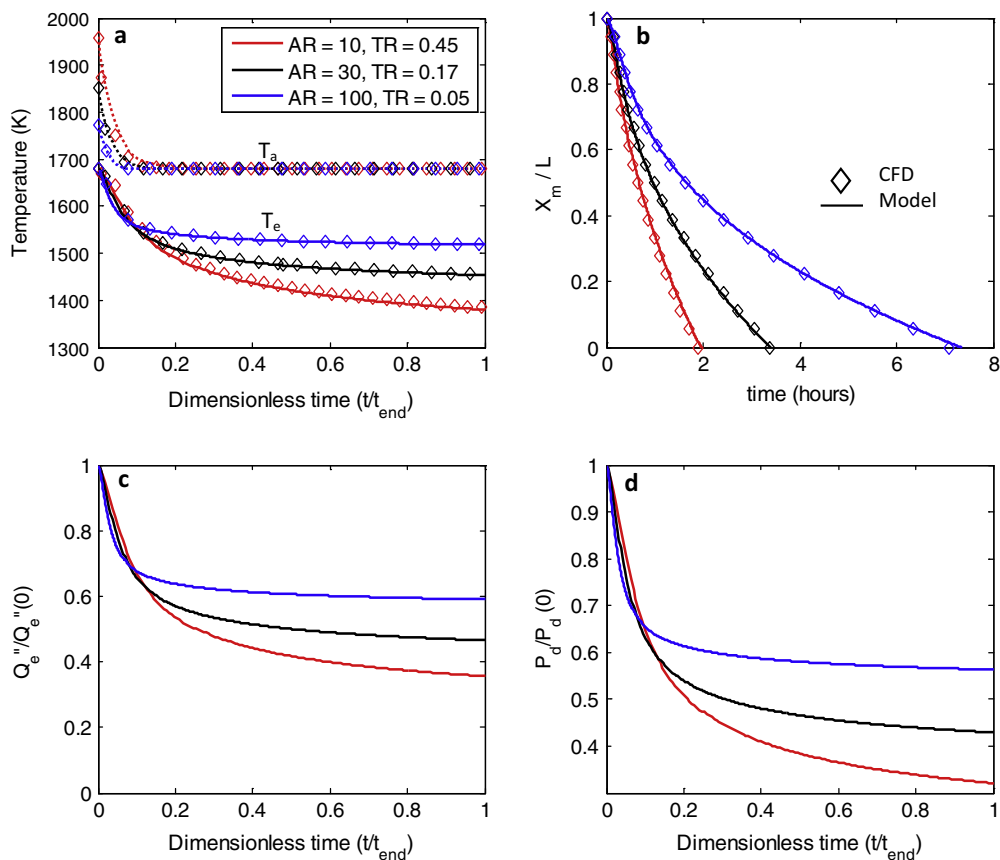 a
AR = 10, TR = 0.45
AR = 30, TR = 0.17
AR = 100, TR = 0.05
T_a
T_e
Temperature (K)
2000
1900
1800
1700
1600
1500
1400
1300
0 0.2 0.4 0.6 0.8 1
Dimensionless time (t/t_end)
b
CFD
Model
X_m / L
1
0.8
0.6
0.4
0.2
0
0 2 4 6 8
time (hours)
c
Q_e"/Q_e"(0)
1
0.8
0.6
0.4
0.2
0
0 0.2 0.4 0.6 0.8 1
Dimensionless time (t/t_end)
d
P_d/P_d (0)
1
0.9
0.8
0.7
0.6
0.5
0.4
0 0.2 0.4 0.6 0.8 1
Dimensionless time (t/t_end)